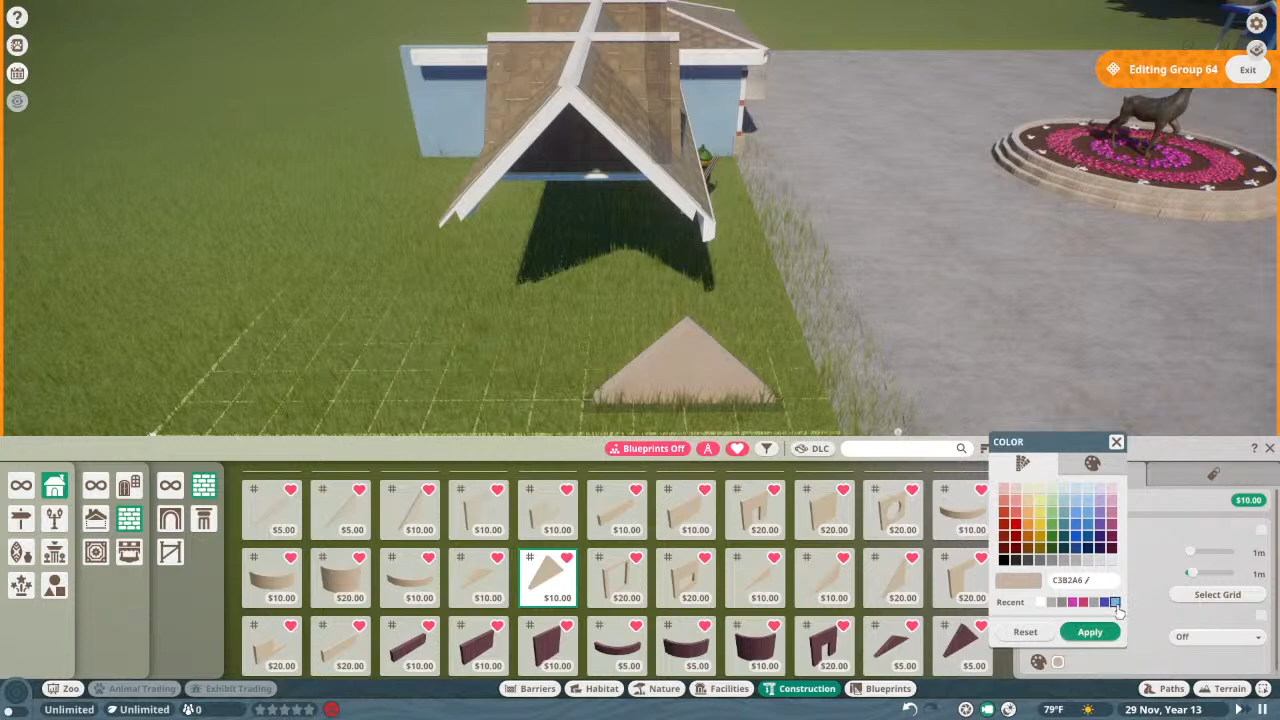 ?
Editing Group 64
Exit
Blueprints Off
DLC
COLOR
? ×
$5.00 $5.00 $10.00 $10.00 $10.00 $10.00 $10.00 $20.00 $20.00 $20.00 $10.00
$10.00 $20.00 $10.00 $10.00 $10.00 $20.00 $20.00 $10.00 $20.00 $20.00
$20.00 $20.00 $10.00 $10.00 $10.00 $5.00 $5.00 $10.00 $20.00 $5.00 $5.00
C3B2A6
Recent
Reset
Apply
$10.00
1m
1m
Select Grid
Off
Zoo
Animal Trading
Exhibit Trading
Barriers
Habitat
Nature
Facilities
Construction
Blueprints
Paths
Terrain
Unlimited
Unlimited
0
79°F
29 Nov, Year 13